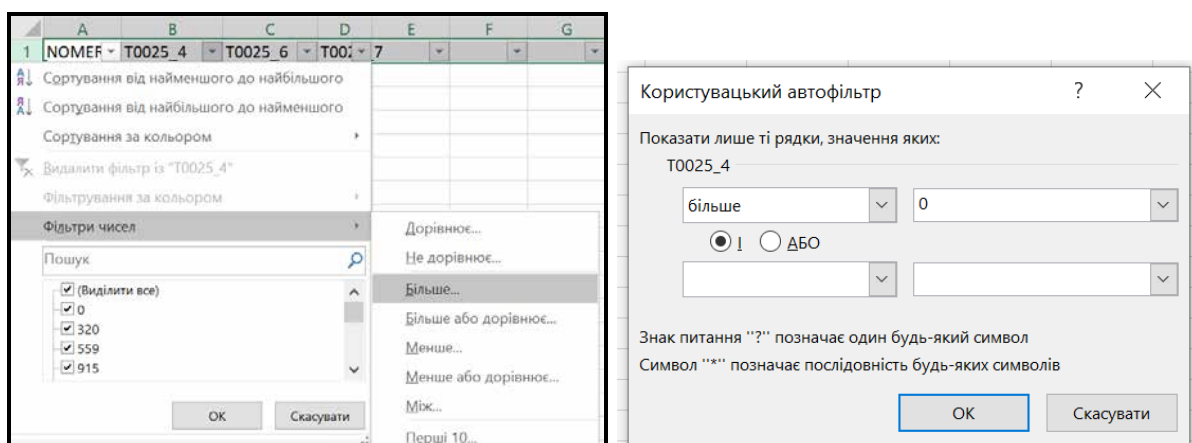 A B C D E F G
1 NOMER T0025_4 T0025_6 T002 _7
Сортування від найменшого до найбільшого
Сортування від найбільшого до найменшого
Сортування за кольором
Видалити фільтр із "T0025_4"
Фільтрування за кольором
Фільтри чисел
Пошук
(Виділити все)
0
320
559
915
ОК Скасувати
Дорівнює...
Не дорівнює...
Більше...
Більше або дорівнює...
Менше...
Менше або дорівнює...
Між...
Перші 10...
Користувацький автофільтр ? ×
Показати лише ті рядки, значення яких:
T0025_4
більше 0
І АБО
Знак питання "?" позначає один будь-який символ
Символ "*" позначає послідовність будь-яких символів
ОК Скасувати